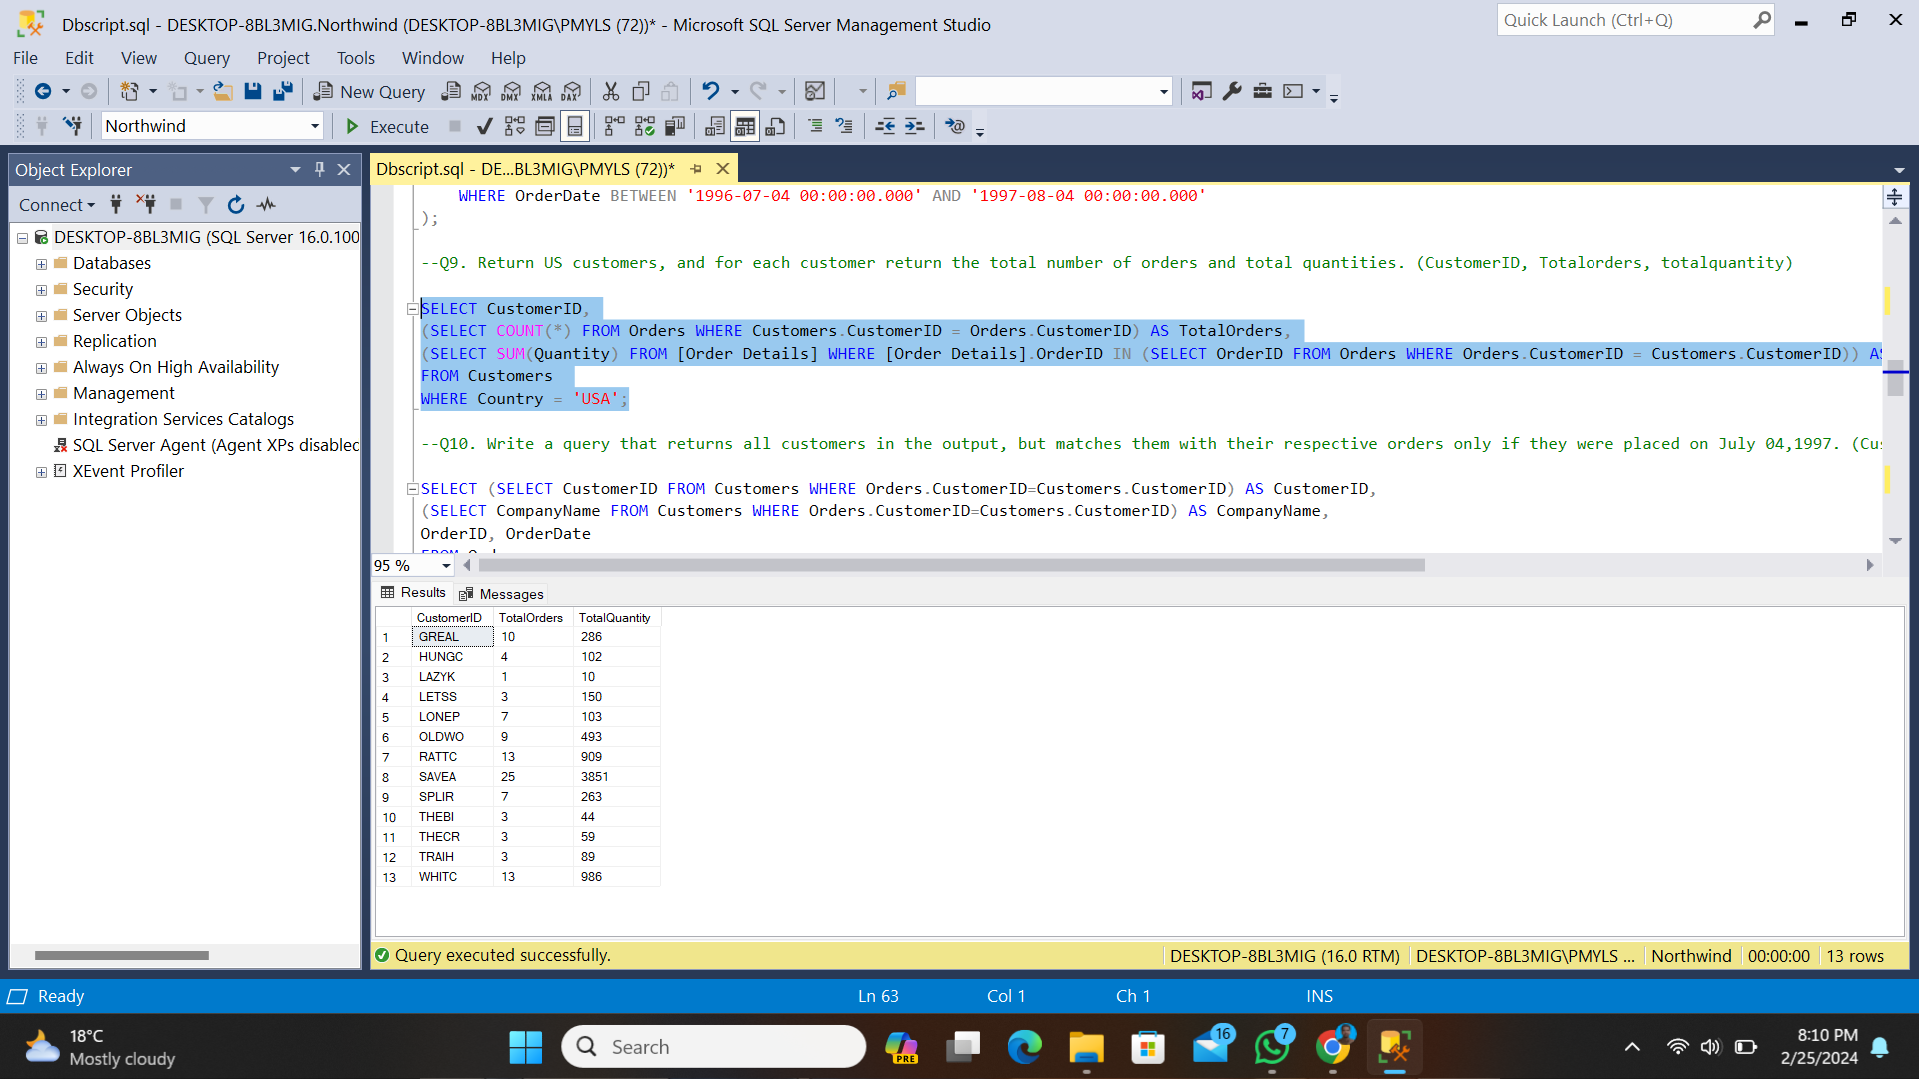 Dbscript.sql - DESKTOP-8BL3MIG.Northwind (DESKTOP-8BL3MIG\PMYLS (72))* - Microsoft SQL Server Management Studio
Quick Launch (Ctrl+Q)
File Edit View Query Project Tools Window Help
New Query MDX DMX XMLA DAX
Northwind Execute
Object Explorer
Connect
DESKTOP-8BL3MIG (SQL Server 16.0.100
Databases
Security
Server Objects
Replication
Always On High Availability
Management
Integration Services Catalogs
SQL Server Agent (Agent XPs disabled
XEvent Profiler
Dbscript.sql - DE...BL3MIG\PMYLS (72))*
WHERE OrderDate BETWEEN '1996-07-04 00:00:00.000' AND '1997-08-04 00:00:00.000'
);
--Q9. Return US customers, and for each customer return the total number of orders and total quantities. (CustomerID, Totalorders, totalquantity)
SELECT CustomerID,
(SELECT COUNT(*) FROM Orders WHERE Customers.CustomerID = Orders.CustomerID) AS TotalOrders,
(SELECT SUM(Quantity) FROM [Order Details] WHERE [Order Details].OrderID IN (SELECT OrderID FROM Orders WHERE Orders.CustomerID = Customers.CustomerID)) AS
FROM Customers
WHERE Country = 'USA';
--Q10. Write a query that returns all customers in the output, but matches them with their respective orders only if they were placed on July 04,1997. (Cus
SELECT (SELECT CustomerID FROM Customers WHERE Orders.CustomerID=Customers.CustomerID) AS CustomerID,
(SELECT CompanyName FROM Customers WHERE Orders.CustomerID=Customers.CustomerID) AS CompanyName,
OrderID, OrderDate
95 %
Results Messages
CustomerID TotalOrders TotalQuantity
1 GREAL 10 286
2 HUNGC 4 102
3 LAZYK 1 10
4 LETSS 3 150
5 LONEP 7 103
6 OLDWO 9 493
7 RATTC 13 909
8 SAVEA 25 3851
9 SPLIR 7 263
10 THEBI 3 44
11 THECR 3 59
12 TRAIH 3 89
13 WHITC 13 986
Query executed successfully.
DESKTOP-8BL3MIG (16.0 RTM) DESKTOP-8BL3MIG\PMYLS ... Northwind 00:00:00 13 rows
Ready Ln 63 Col 1 Ch 1 INS
18°C
Mostly cloudy
Search
PRE
16
7
8:10 PM
2/25/2024